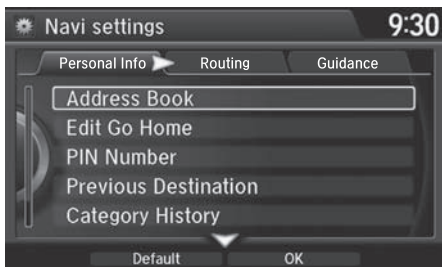 Navi settings 9:30
Personal Info Routing Guidance
Address Book
Edit Go Home
PIN Number
Previous Destination
Category History
Default OK